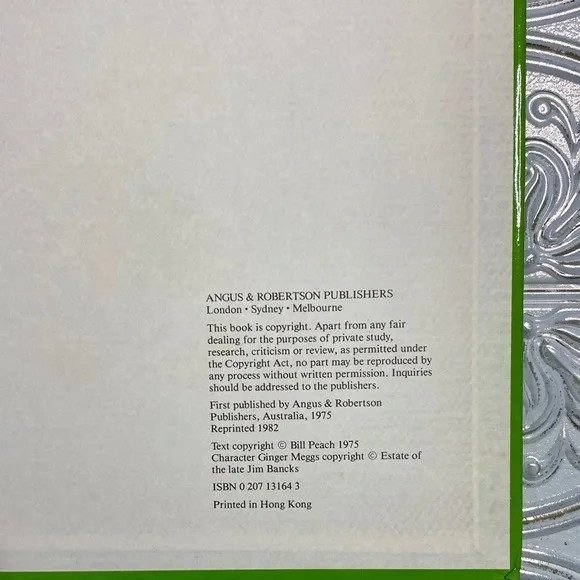 ANGUS & ROBERTSON PUBLISHERS
London • Sydney • Melbourne
This book is copyright. Apart from any fair
dealing for the purposes of private study,
research, criticism or review, as permitted under
the Copyright Act, no part may be reproduced by
any process without written permission. Inquiries
should be addressed to the publishers.
First published by Angus & Robertson
Publishers, Australia, 1975
Reprinted 1982
Text copyright © Bill Peach 1975
Character Ginger Meggs copyright © Estate of
the late Jim Bancks
ISBN 0 207 13164 3
Printed in Hong Kong